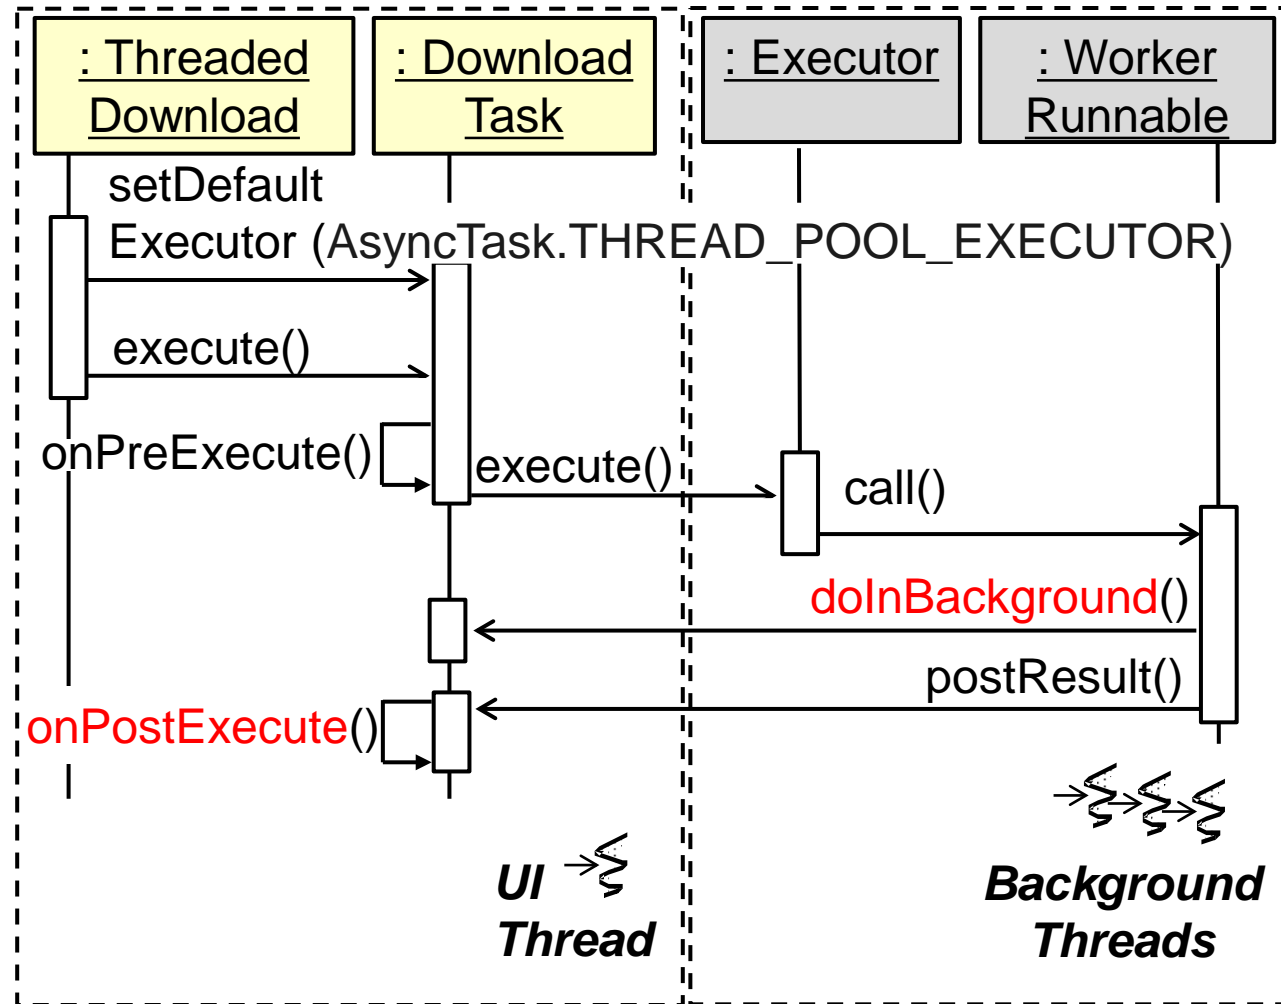 : Threaded
Download
: Download
Task
: Executor
: Worker
Runnable
setDefault
Executor (AsyncTask.THREAD_POOL_EXECUTOR)
execute()
onPreExecute()
execute()
call()
doInBackground()
postResult()
onPostExecute()
UI
Thread
Background
Threads